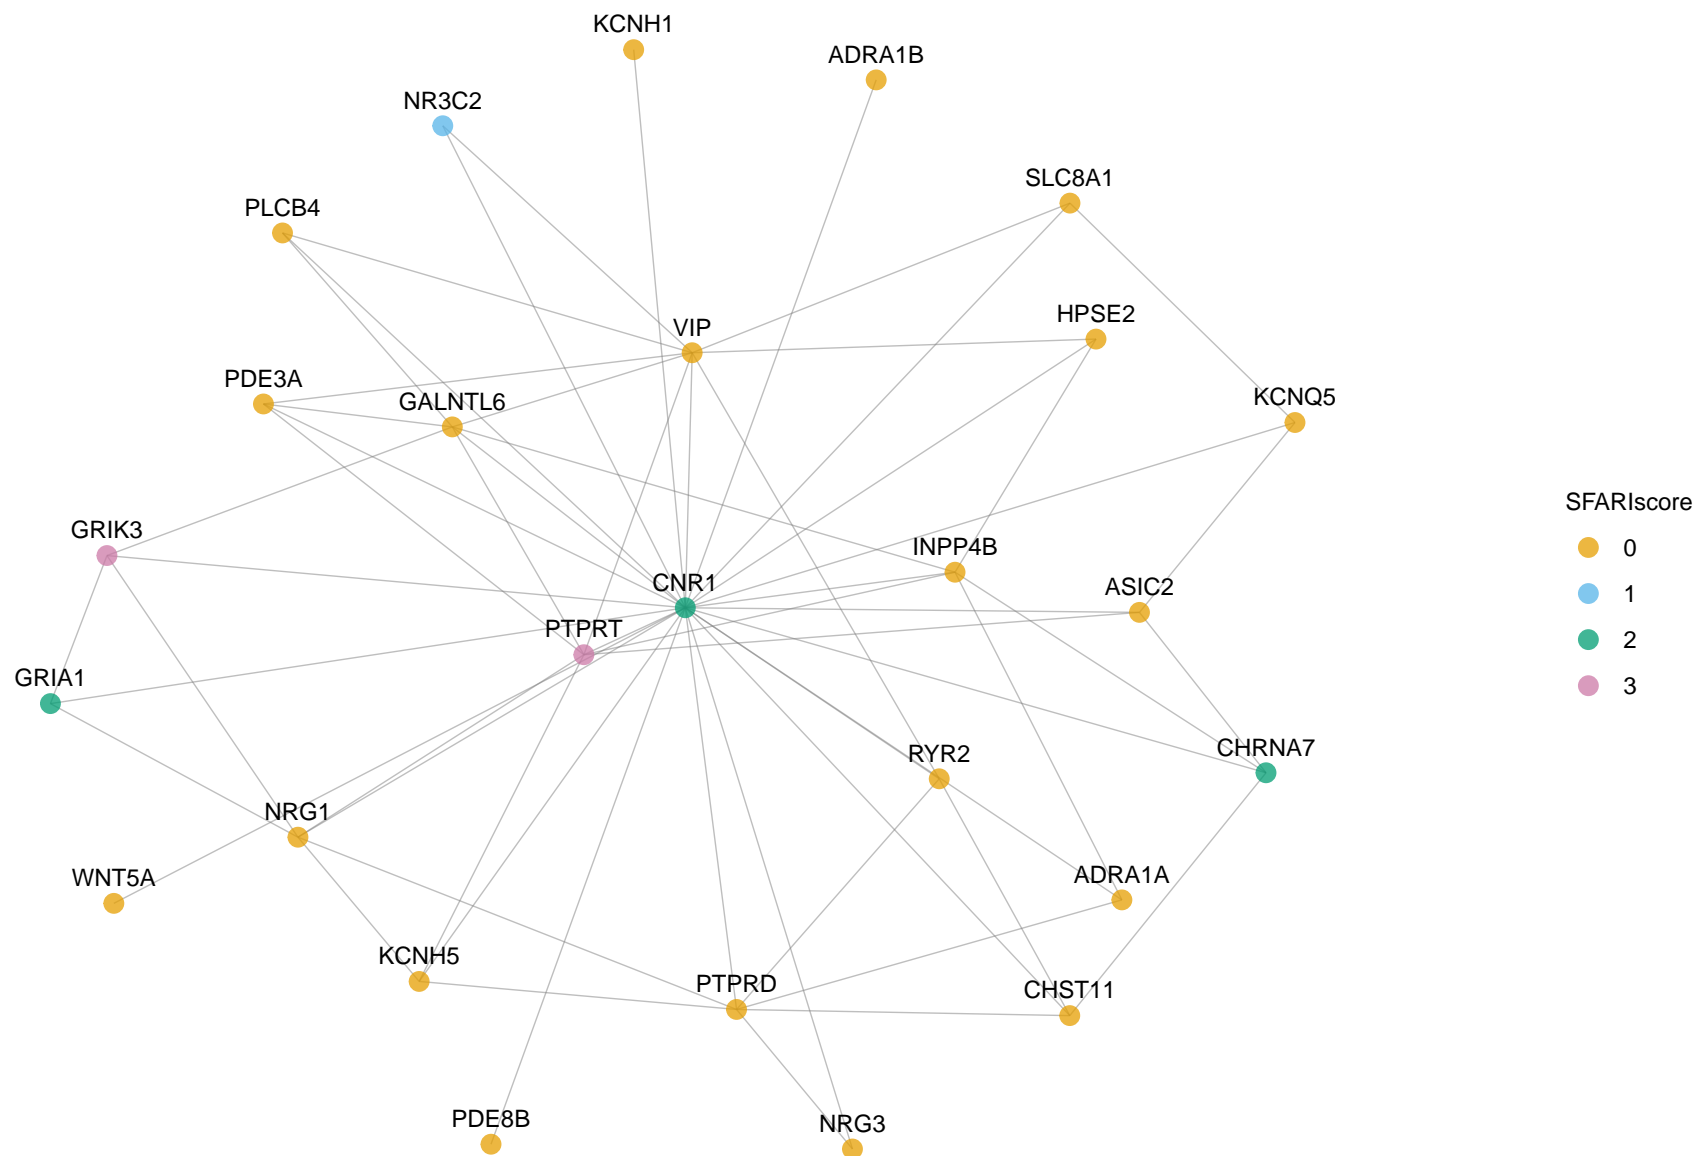 KCNH1
ADRA1B
NR3C2
SLC8A1
PLCB4
HPSE2
VIP
PDE3A
GALNTL6
KCNQ5
GRIK3
INPP4B
CNR1
ASIC2
PTPRT
GRIA1
CHRNA7
RYR2
NRG1
WNT5A
ADRA1A
KCNH5
PTPRD
CHST11
PDE8B
NRG3
SFARIscore
0
1
2
3